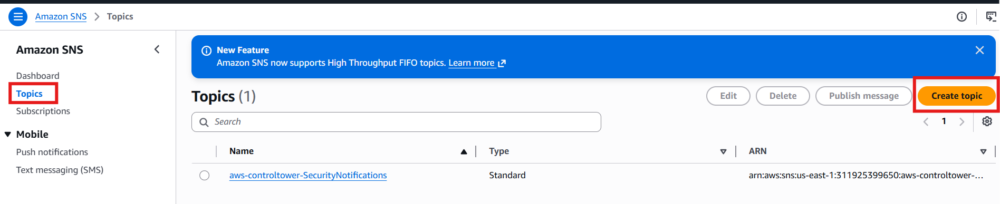 Amazon SNS > Topics
Amazon SNS
Dashboard
Topics
Subscriptions
Mobile
Push notifications
Text messaging (SMS)
New Feature
Amazon SNS now supports High Throughput FIFO topics. Learn more
Topics (1)
Edit
Delete
Publish message
Create topic
Search
1
Name
Type
ARN
aws-controltower-SecurityNotifications
Standard
arn:aws:sns:us-east-1:311925399650:aws-controltower-...